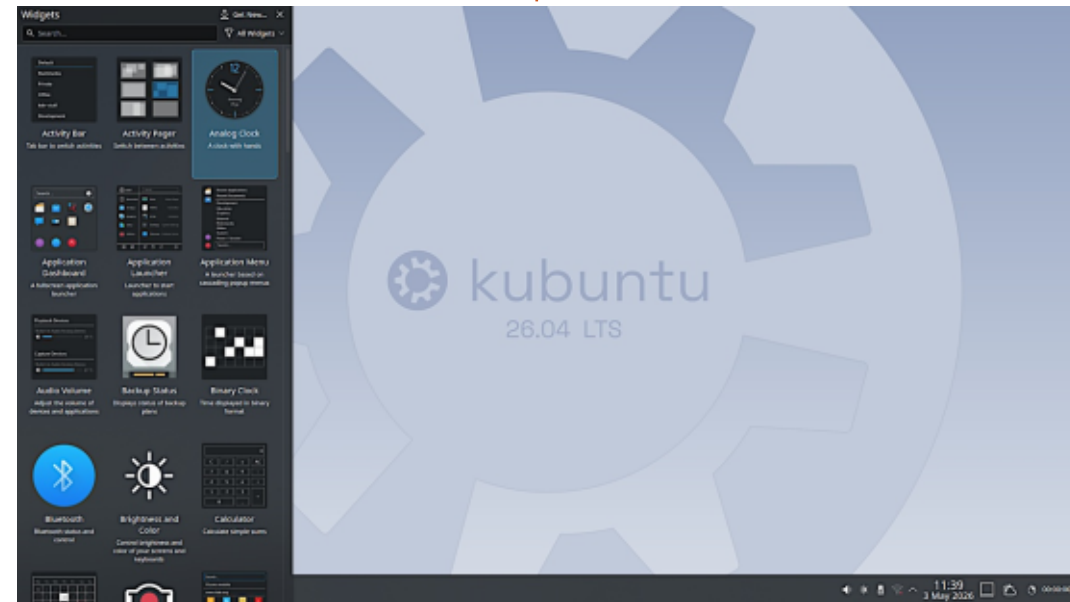 Widgets
Get New...
Search...
All Widgets
Activity Bar
Tab bar to switch activities
Activity Pager
Switch between activities
Analog Clock
A clock with hands
Application
Dashboard
A fullscreen application
launcher
Application
Launcher
Launcher to start
applications
Application Menu
A launcher based on
cascading popup menus
Audio Volume
Adjust the volume of
devices and applications
Backup Status
Displays status of backup
plans
Binary Clock
Time displayed in binary
format
Bluetooth
Bluetooth status and
control
Brightness and
Color
Control brightness and
color of your screens and
keyboards
Calculator
Calculate simple sums
kubuntu
26.04 LTS
11:39
3 May 2026